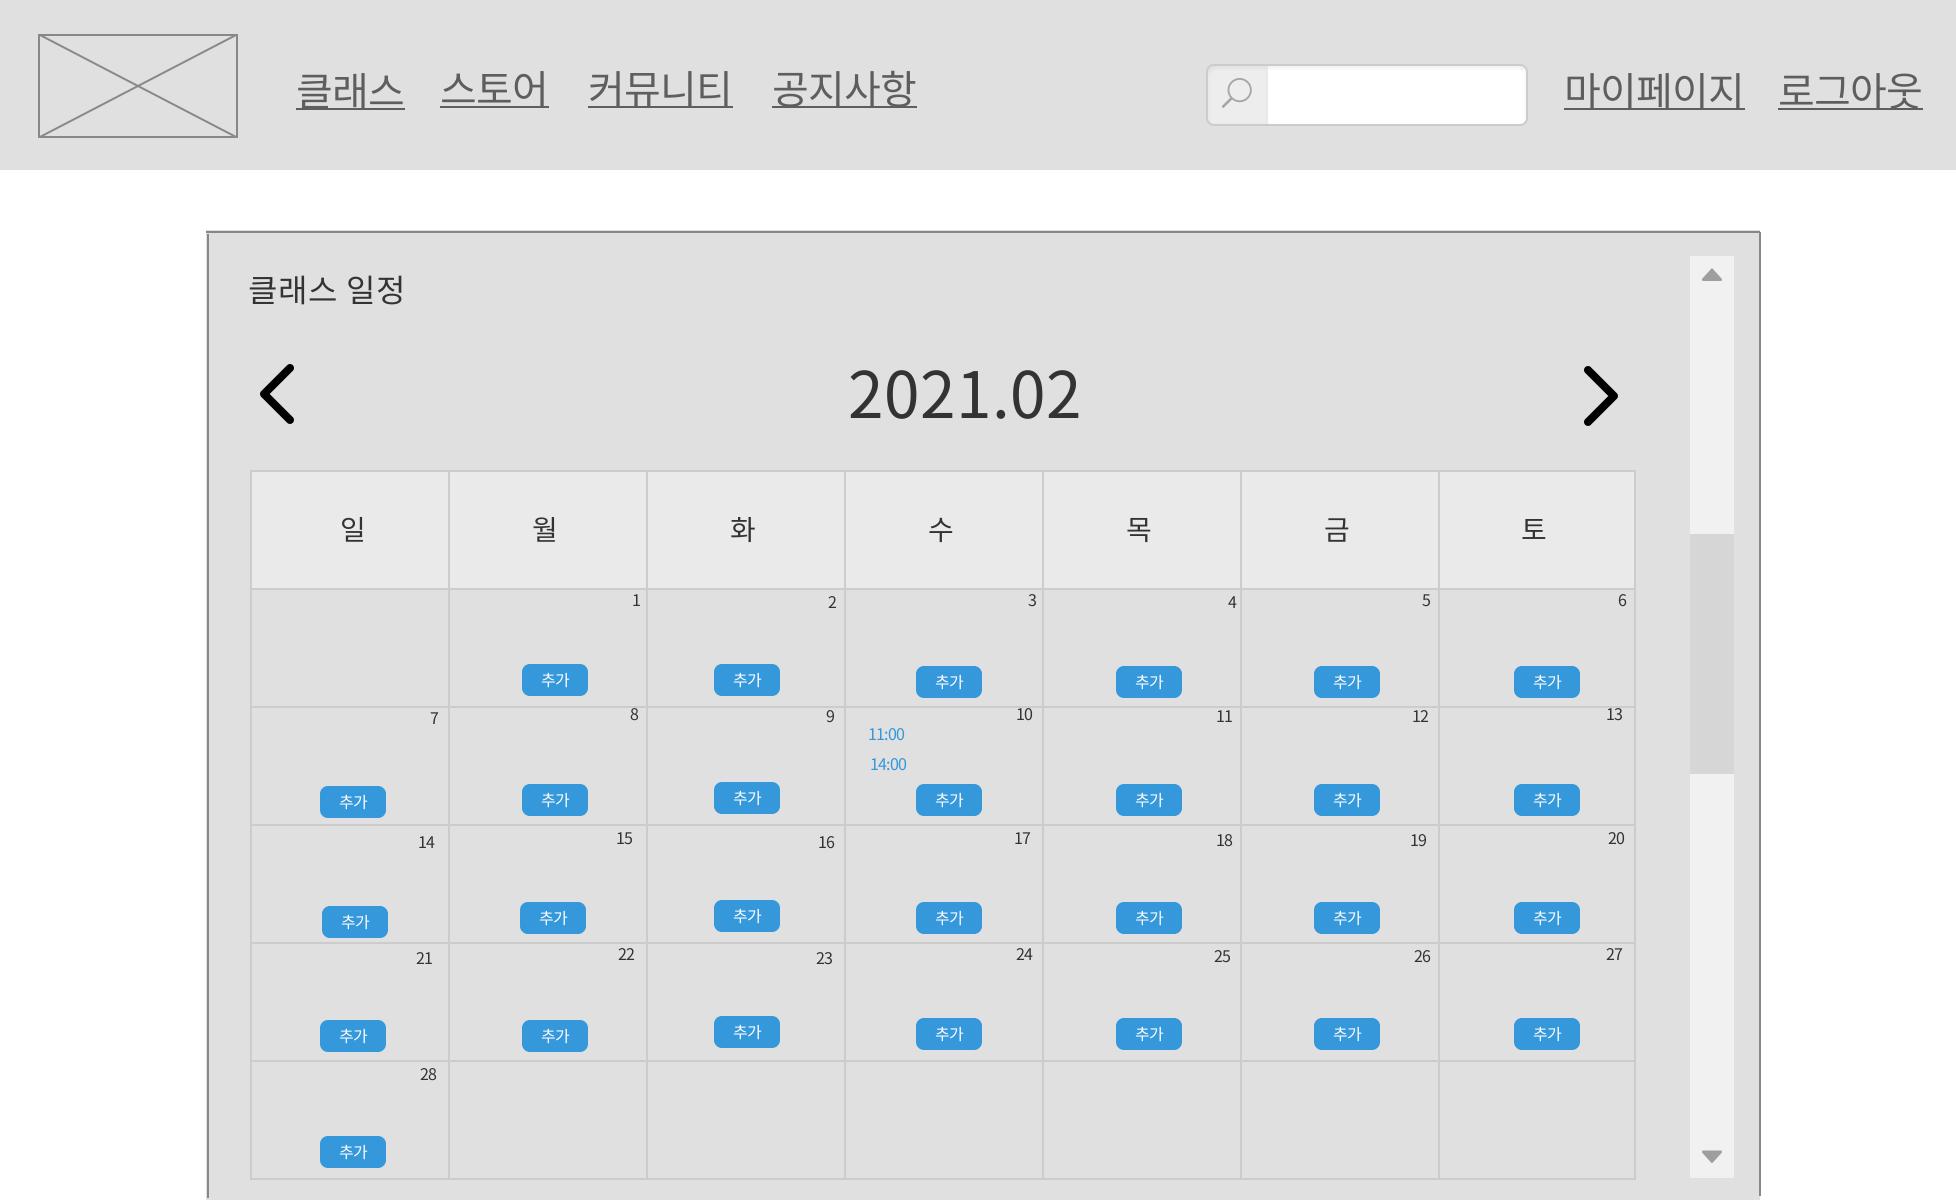 클래스 스토어 커뮤니티 공지사항 마이페이지 로그아웃
클래스 일정
2021.02
일 월 화 수 목 금 토
1 2 3 4 5 6
추가 추가 추가 추가 추가 추가
7 8 9 10 11 12 13
11:00
14:00
추가 추가 추가 추가 추가 추가 추가
14 15 16 17 18 19 20
추가 추가 추가 추가 추가 추가 추가
21 22 23 24 25 26 27
추가 추가 추가 추가 추가 추가 추가
28
추가